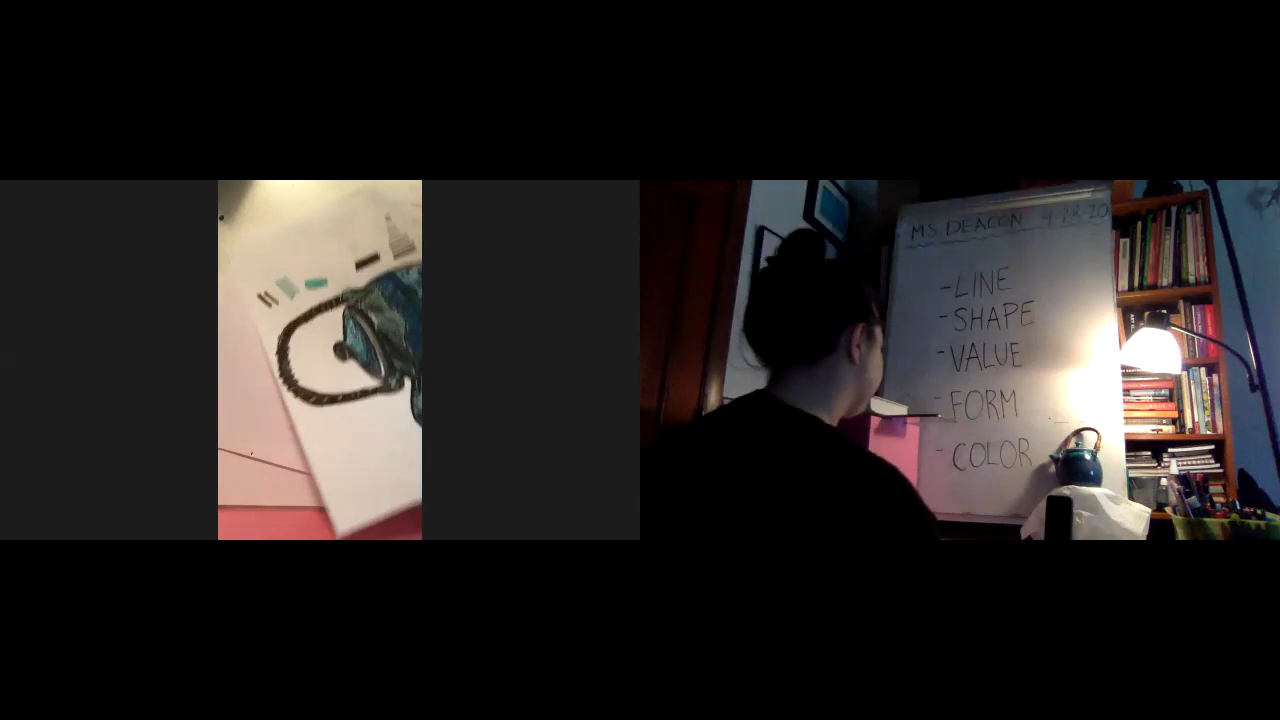 MS. DEACON 4-28-20
-LINE
-SHAPE
-VALUE
-FORM
-COLOR